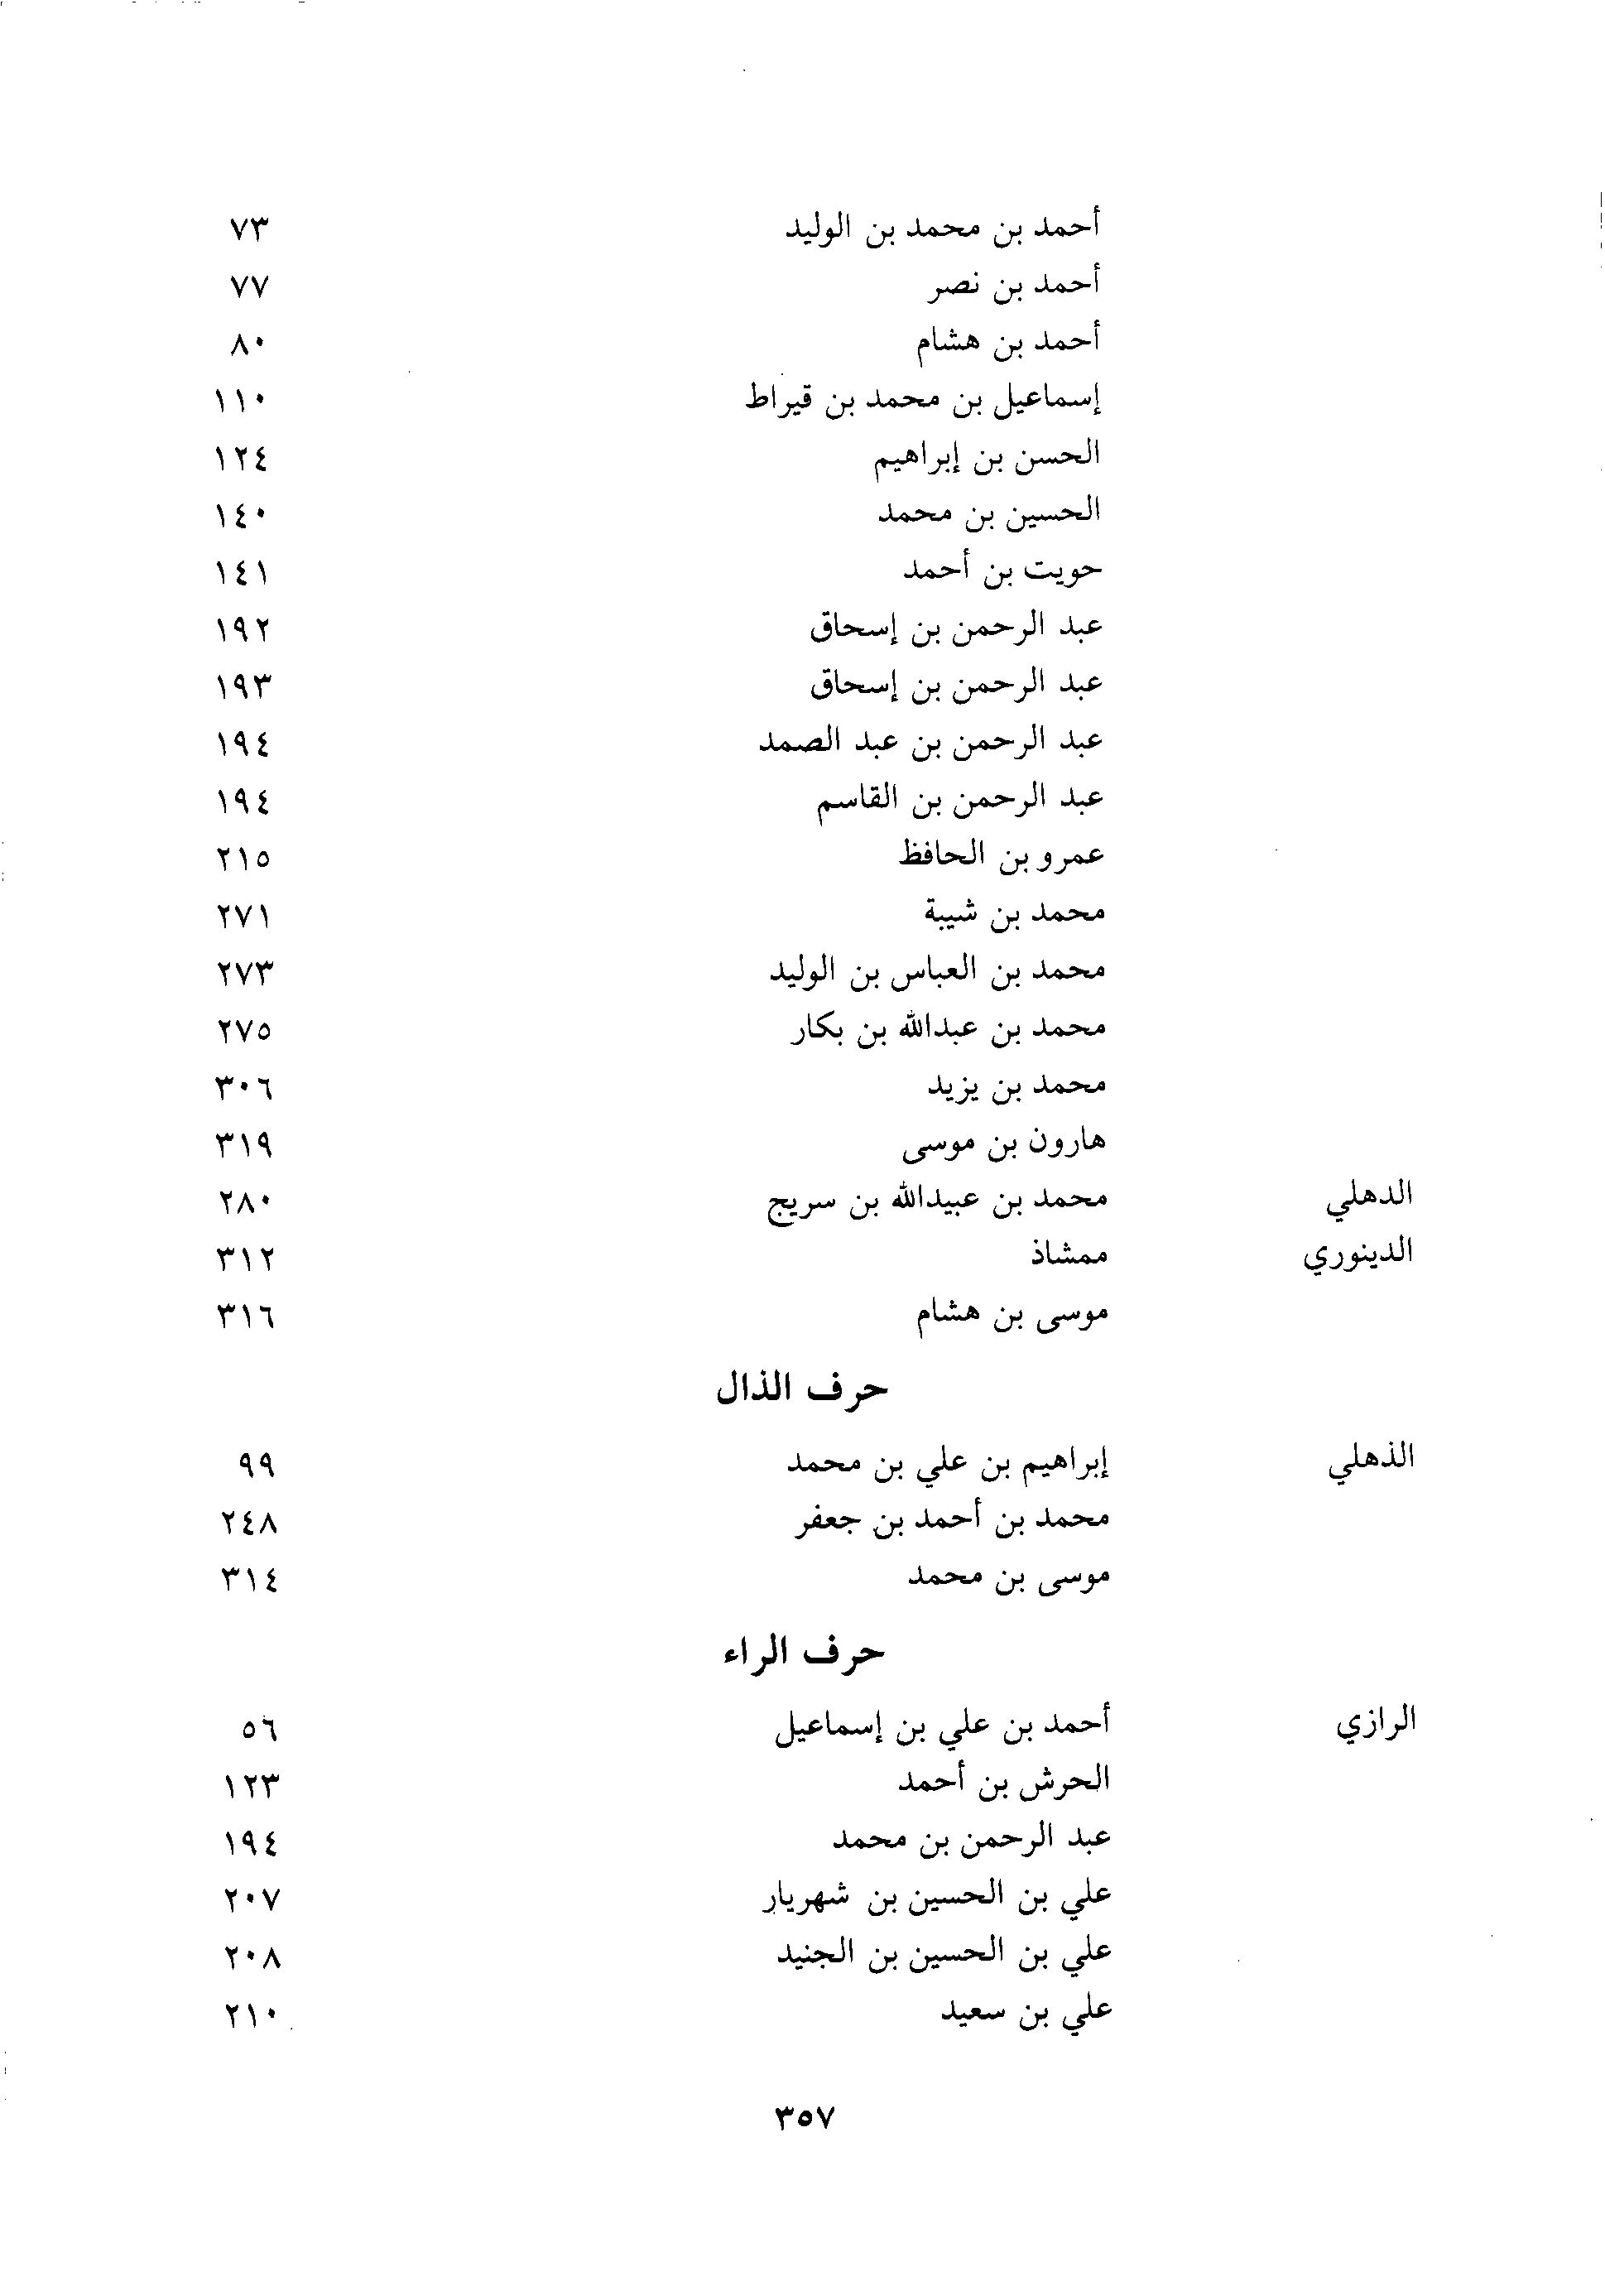 أحمد بن محمد بن الوليد ٧٣
أحمد بن نصر ٧٧
أحمد بن هشام ٨٠
إسماعيل بن محمد بن قيراط ١١٠
الحسن بن إبراهيم ١٢٤
الحسين بن محمد ١٤٠
حويت بن أحمد ١٤١
عبد الرحمن بن إسحاق ١٩٢
عبد الرحمن بن إسحاق ١٩٣
عبد الرحمن بن عبد الصمد ١٩٤
عبد الرحمن بن القاسم ١٩٤
عمرو بن الحافظ ٢١٥
محمد بن شيبة ٢٧١
محمد بن العباس بن الوليد ٢٧٣
محمد بن عبدالله بن بكار ٢٧٥
محمد بن يزيد ٣٠٦
هارون بن موسى ٣١٩
الدهلي محمد بن عبيدالله بن سريج ٢٨٠
الدينوري ممشاذ ٣١٢
موسى بن هشام ٣١٦
حرف الذال
الذهلي إبراهيم بن علي بن محمد ٩٩
محمد بن أحمد بن جعفر ٢٤٨
موسى بن محمد ٣١٤
حرف الراء
الرازي أحمد بن علي بن إسماعيل ٥٦
الحرش بن أحمد ١٢٣
عبد الرحمن بن محمد ١٩٤
علي بن الحسين بن شهريار ٢٠٧
علي بن الحسين بن الجنيد ٢٠٨
علي بن سعيد ٢١٠
٣٥٧